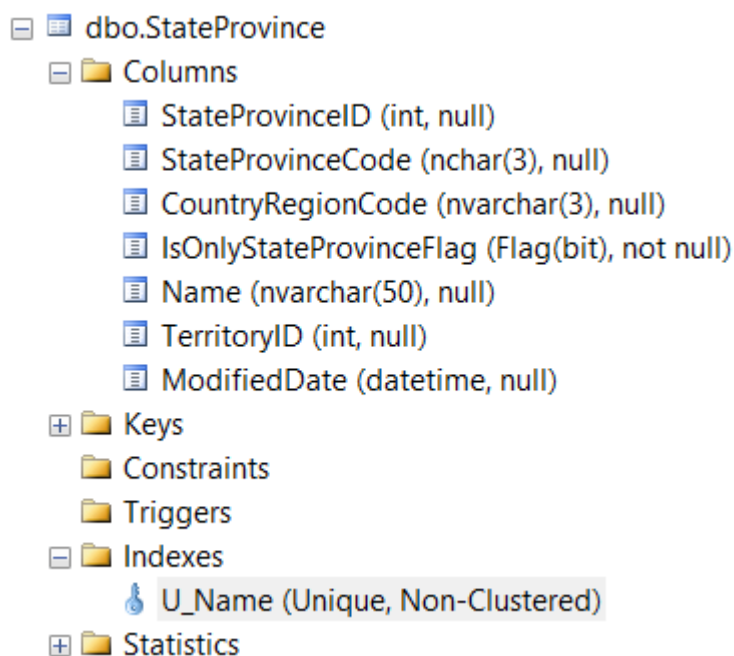 dbo.StateProvince
Columns
StateProvinceID (int, null)
StateProvinceCode (nchar(3), null)
CountryRegionCode (nvarchar(3), null)
IsOnlyStateProvinceFlag (Flag(bit), not null)
Name (nvarchar(50), null)
TerritoryID (int, null)
ModifiedDate (datetime, null)
Keys
Constraints
Triggers
Indexes
U_Name (Unique, Non-Clustered)
Statistics